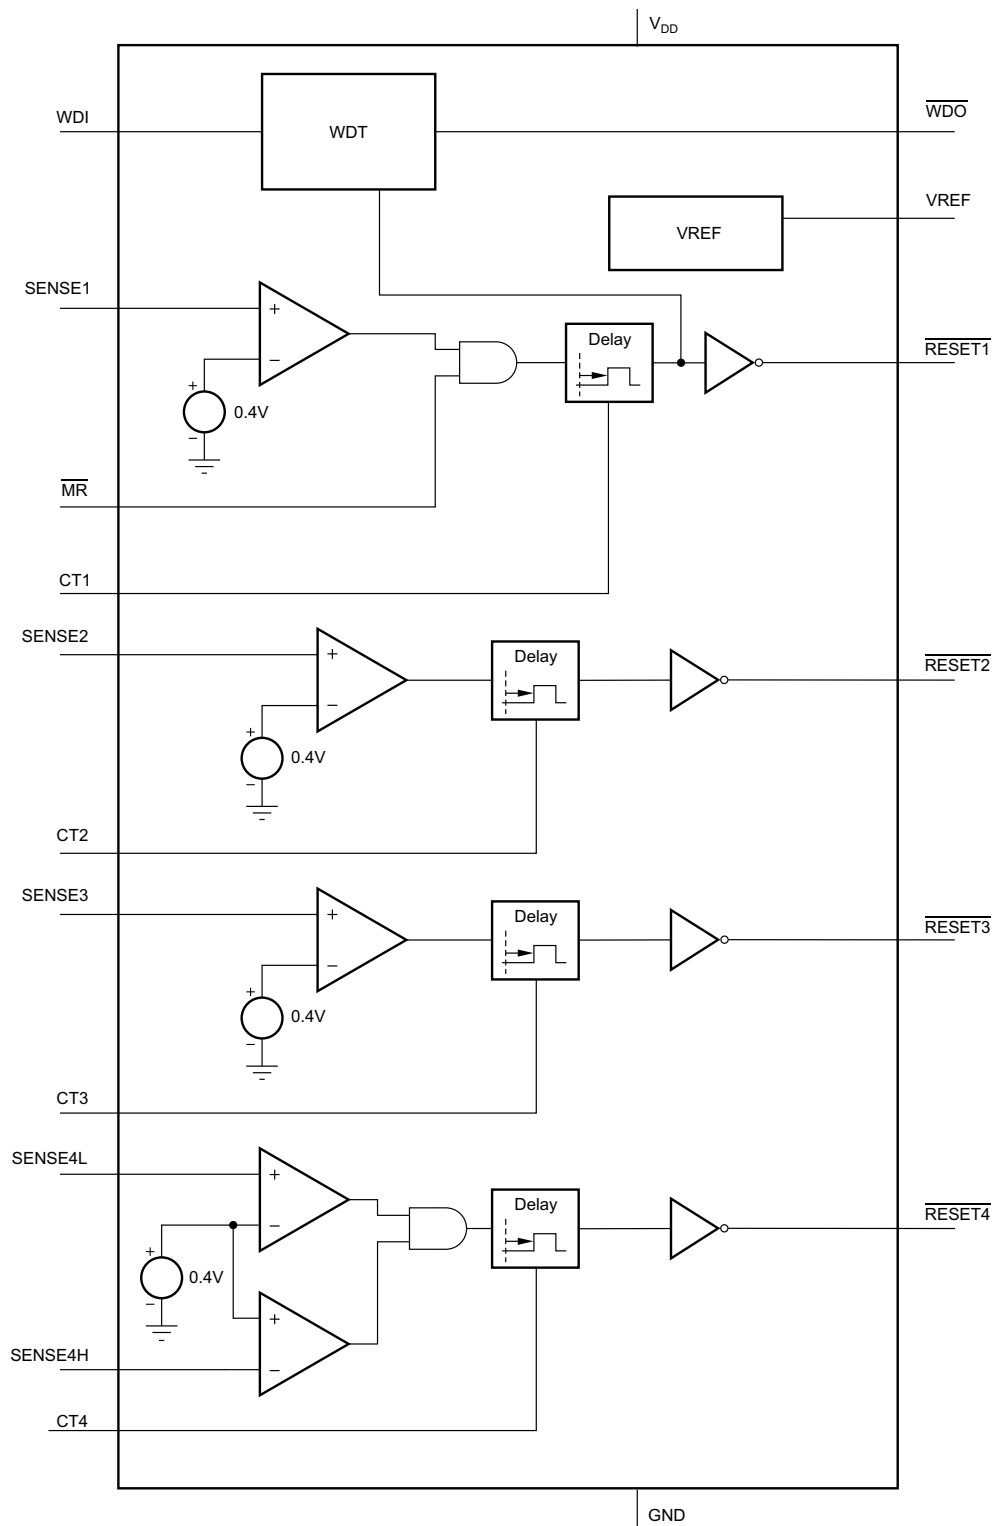 V_DD
WDI
WDT
WDO
VREF
VREF
SENSE1
+
−
Delay
RESET1
+
0.4V
−
MR
CT1
SENSE2
+
−
Delay
RESET2
+
0.4V
−
CT2
SENSE3
+
−
Delay
RESET3
+
0.4V
−
CT3
SENSE4L
+
−
Delay
RESET4
+
0.4V
−
+
SENSE4H
−
CT4
GND